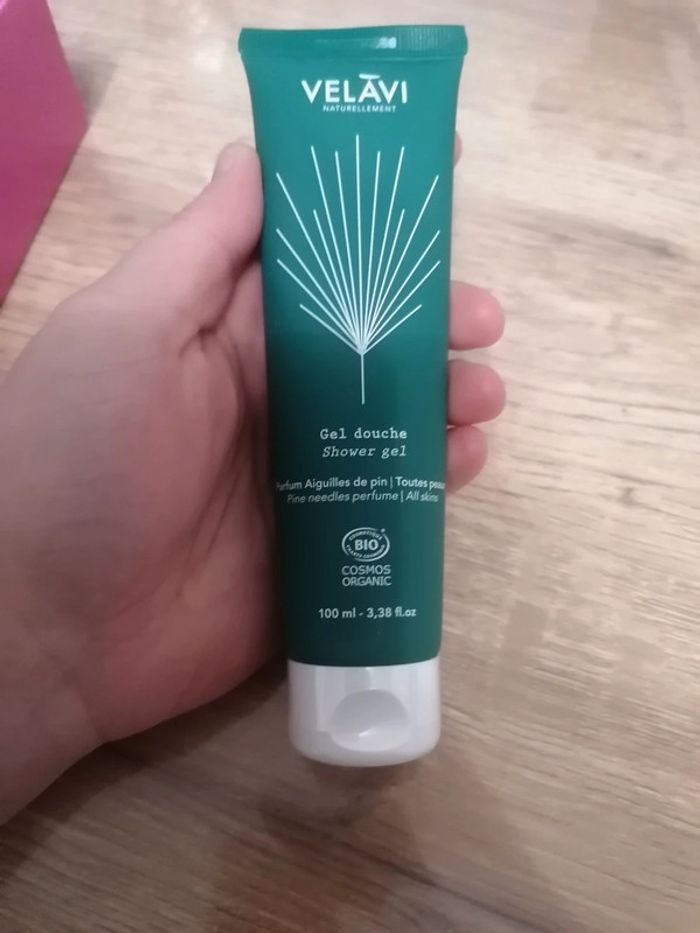 VELĀVI
NATURELLEMENT
Gel douche
Shower gel
Parfum Aiguilles de pin | Toutes peaux
Pine needles perfume | All skins
COSMÉTIQUE
BIO
COSMOS
ORGANIC
100 ml - 3,38 fl.oz